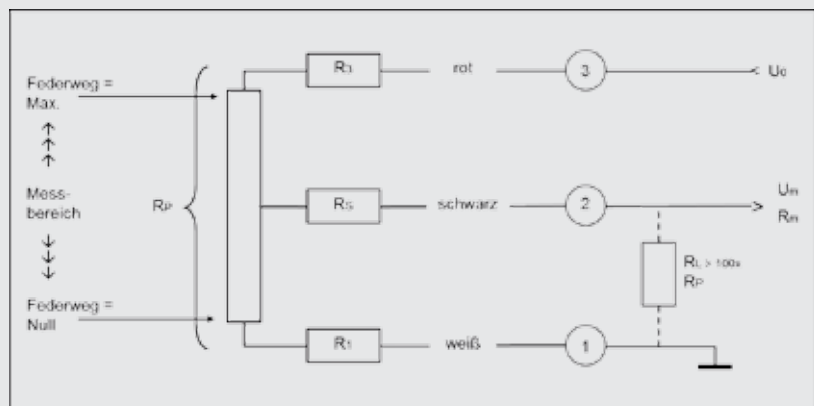 Federweg =
Max.
Mess-
bereich
Federweg =
Null
RP
R3
rot
3
U0
RS
schwarz
2
Um
Rm
RL > 100x
RP
R1
weiß
1